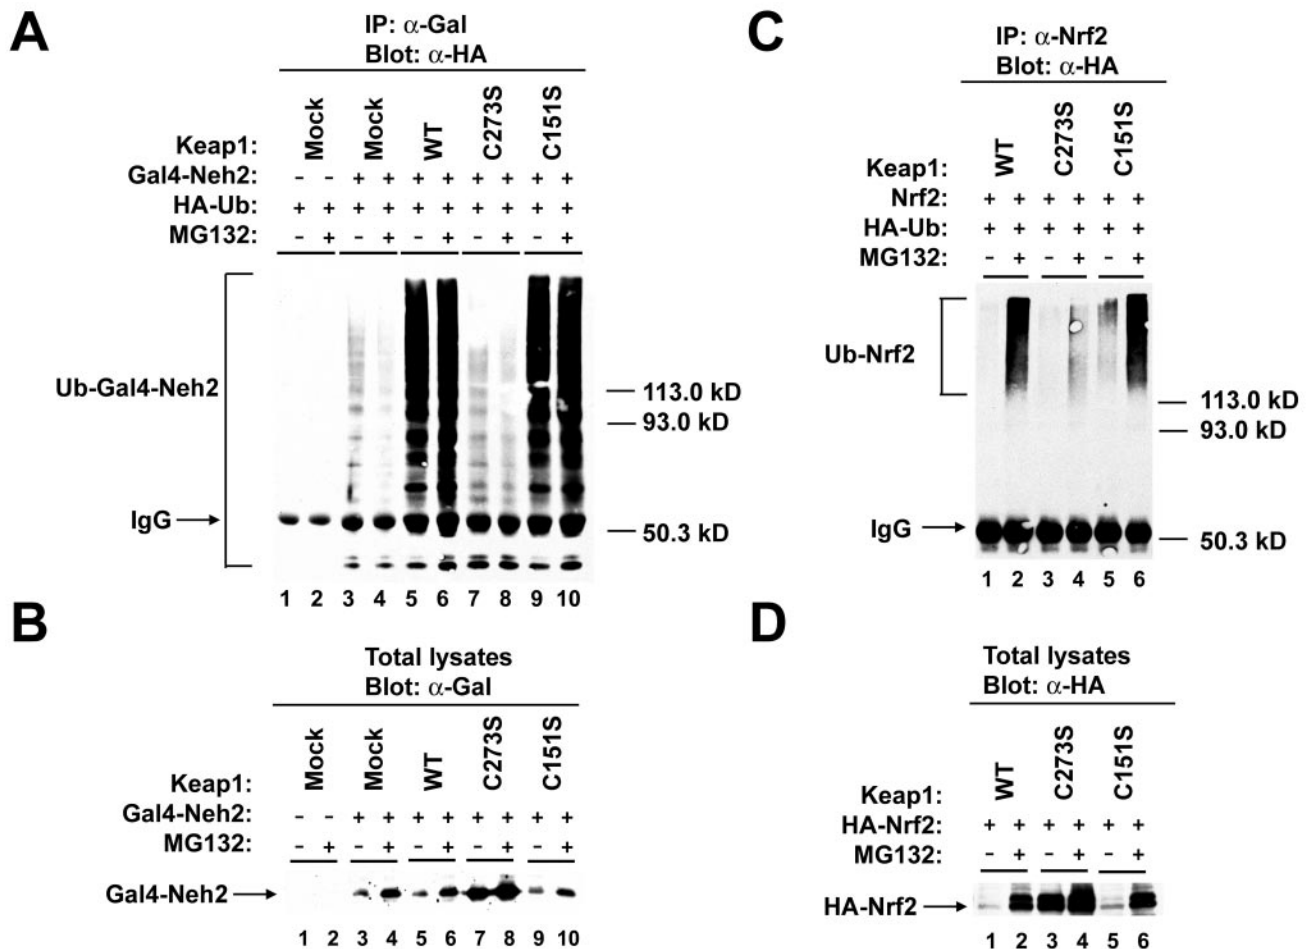 A
IP: α-Gal
Blot: α-HA
Keap1: Mock Mock WT C273S C151S
Gal4-Neh2: – – + + + + + + + +
HA-Ub: + + + + + + + + + +
MG132: – + – + – + – + – +
Ub-Gal4-Neh2
113.0 kD
93.0 kD
IgG
50.3 kD
1 2 3 4 5 6 7 8 9 10
B
Total lysates
Blot: α-Gal
Keap1: Mock Mock WT C273S C151S
Gal4-Neh2: – – + + + + + + + +
MG132: – + – + – + – + – +
Gal4-Neh2
1 2 3 4 5 6 7 8 9 10
C
IP: α-Nrf2
Blot: α-HA
Keap1: WT C273S C151S
Nrf2: + + + + + +
HA-Ub: + + + + + +
MG132: – + – + – +
Ub-Nrf2
113.0 kD
93.0 kD
IgG
50.3 kD
1 2 3 4 5 6
D
Total lysates
Blot: α-HA
Keap1: WT C273S C151S
HA-Nrf2: + + + + + +
MG132: – + – + – +
HA-Nrf2
1 2 3 4 5 6